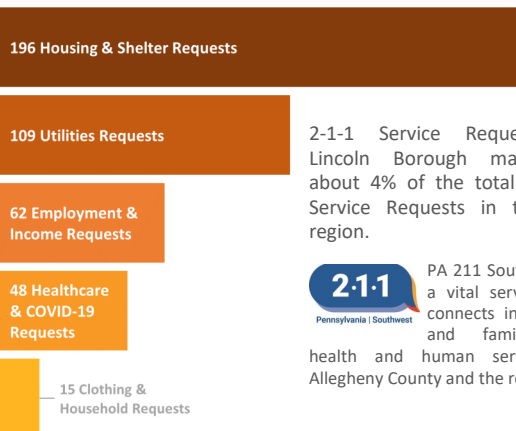 196 Housing & Shelter Requests
109 Utilities Requests
62 Employment &
Income Requests
48 Healthcare
& COVID-19
Requests
15 Clothing &
Household Requests
2-1-1 Service
Lincoln Borough
about 4% of the total
Service Requests in
region.
2·1·1
Pennsylvania | Southwest
PA 211
a vital
connects
and
health and human
Allegheny County and the